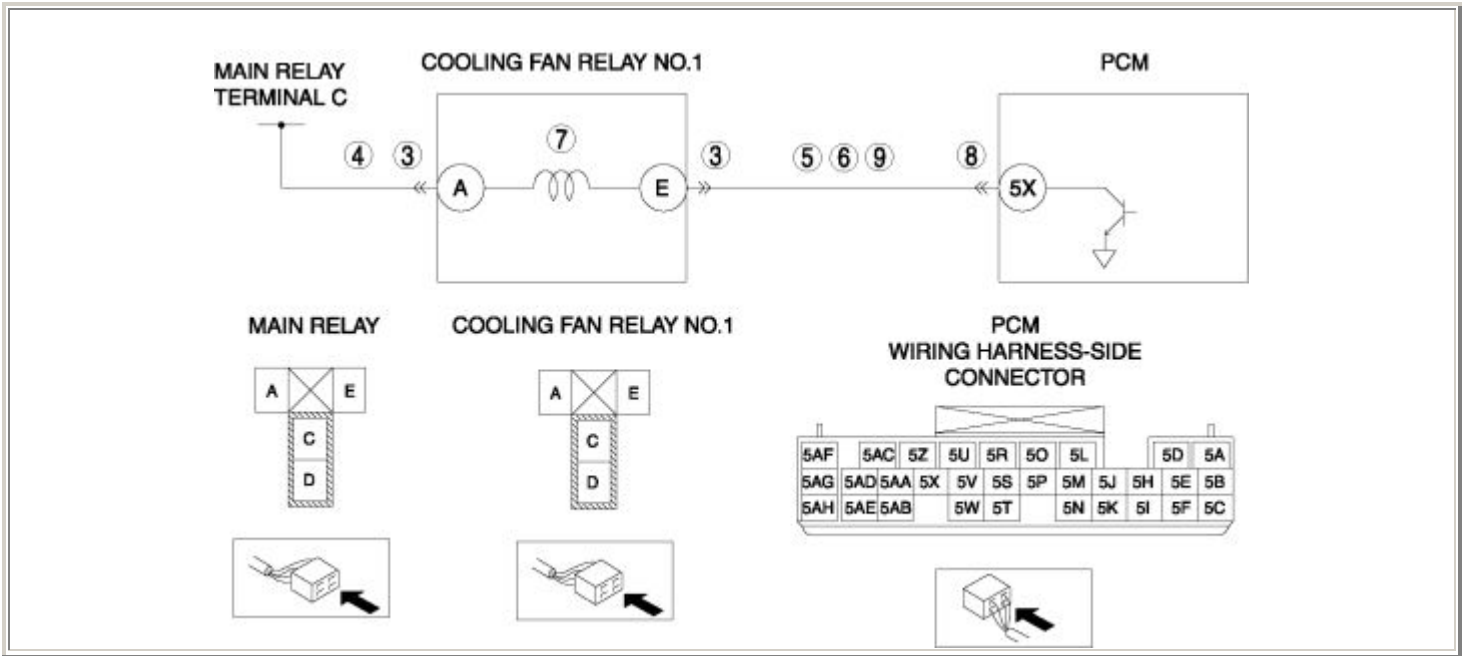 MAIN RELAY
TERMINAL C
COOLING FAN RELAY NO.1
PCM
④ ③ ⑦ ③ ⑤ ⑥ ⑨ ⑧
A E 5X
MAIN RELAY
A E
C
D
COOLING FAN RELAY NO.1
A E
C
D
PCM
WIRING HARNESS-SIDE
CONNECTOR
5AF 5AC 5Z 5U 5R 5O 5L 5D 5A
5AG 5AD 5AA 5X 5V 5S 5P 5M 5J 5H 5E 5B
5AH 5AE 5AB 5W 5T 5N 5K 5I 5F 5C